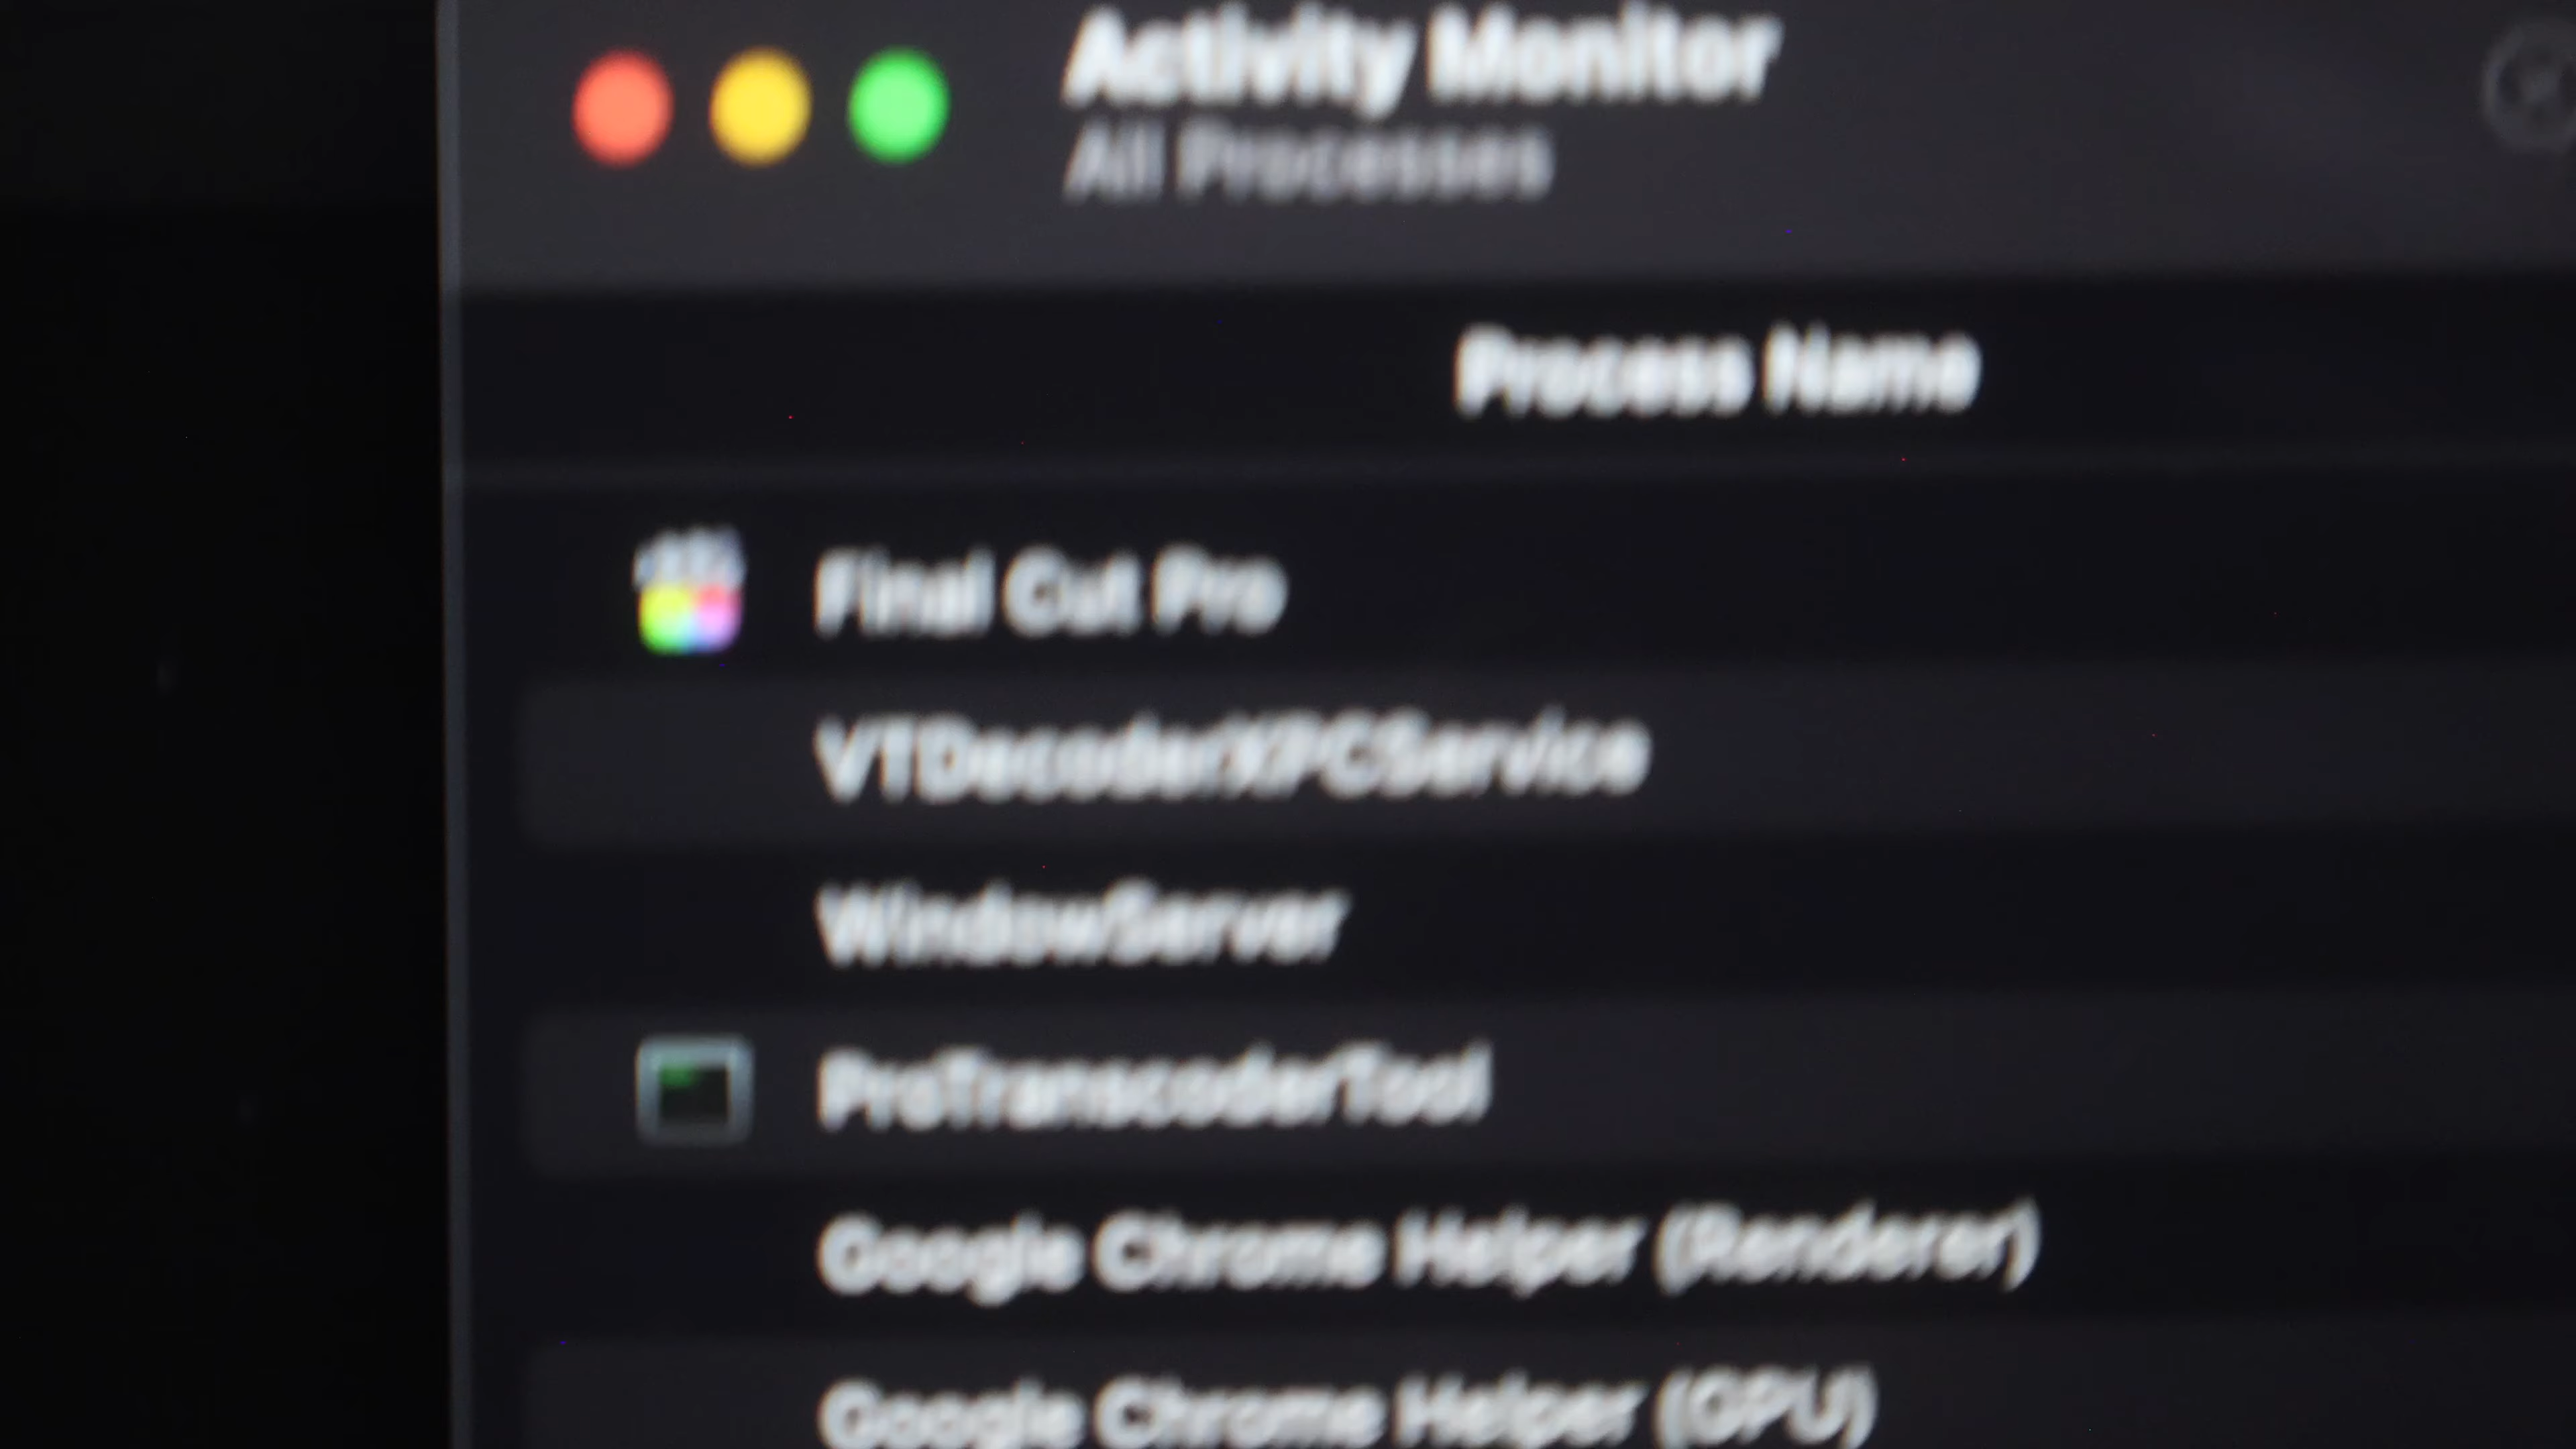 Activity Monitor
All Processes
Process Name
Final Cut Pro
VTDecoderXPCService
WindowServer
ProTranscoderTool
Google Chrome Helper (Renderer)
Google Chrome Helper (GPU)